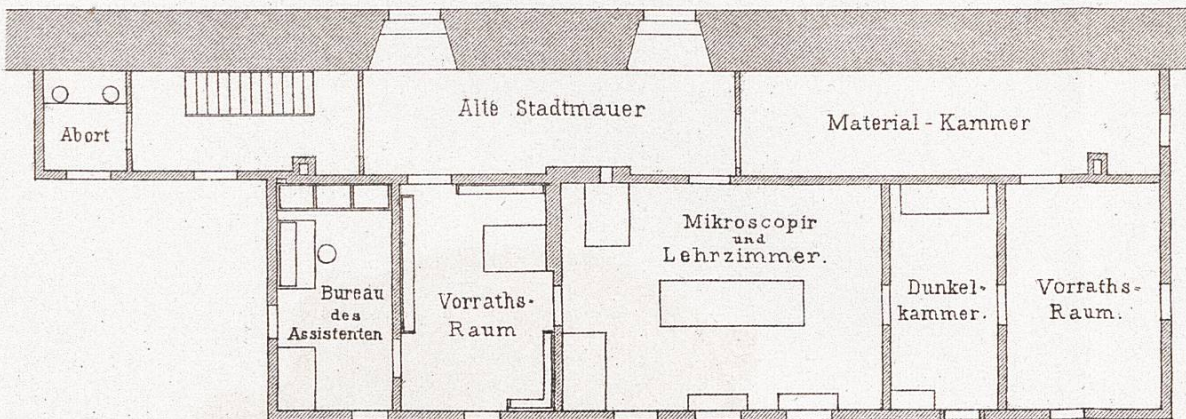 Abort
Alte Stadtmauer
Material-Kammer
Mikroscopir
und
Lehrzimmer.
Bureau
des
Assistenten
Vorraths-
Raum
Dunkel-
kammer.
Vorraths-
Raum.